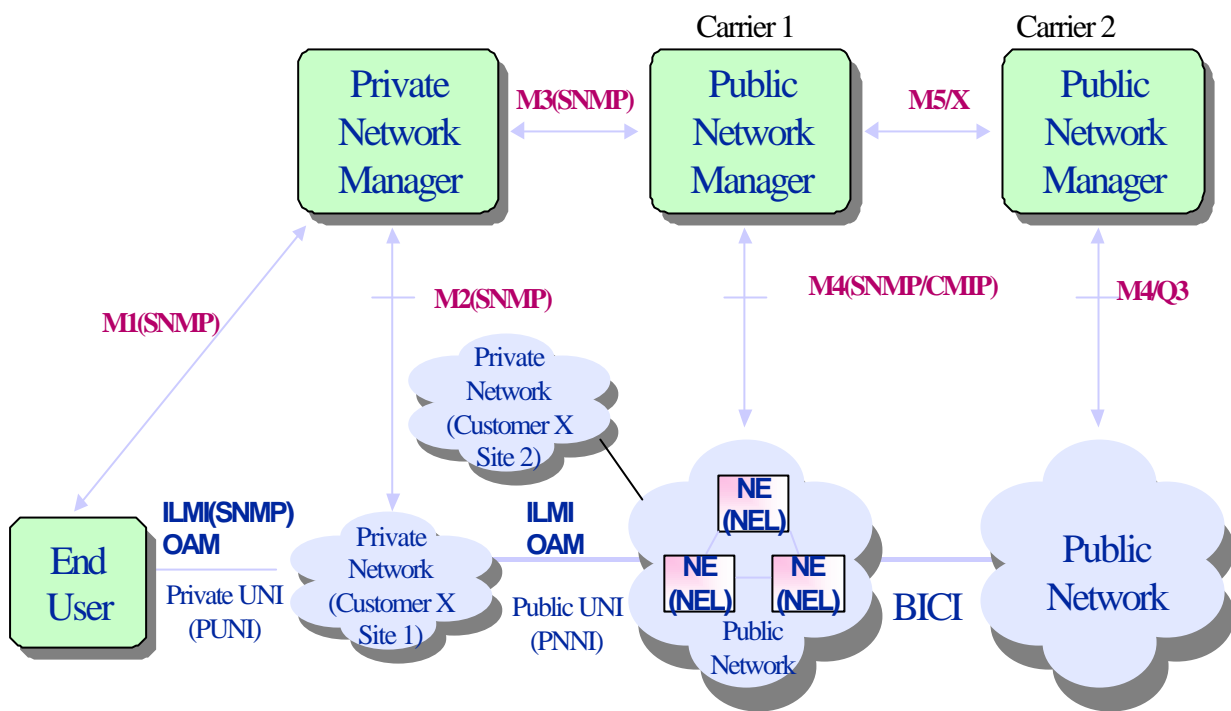 Carrier 1
Carrier 2
Private
Network
Manager
M3(SNMP)
Public
Network
Manager
M5/X
Public
Network
Manager
M1(SNMP)
M2(SNMP)
M4(SNMP/CMIP)
M4/Q3
Private
Network
(Customer X
Site 2)
End
User
ILMI(SNMP)
OAM
Private UNI
(PUNI)
Private
Network
(Customer X
Site 1)
ILMI
OAM
Public UNI
(PNNI)
NE
(NEL)
NE
(NEL)
NE
(NEL)
Public
Network
BICI
Public
Network